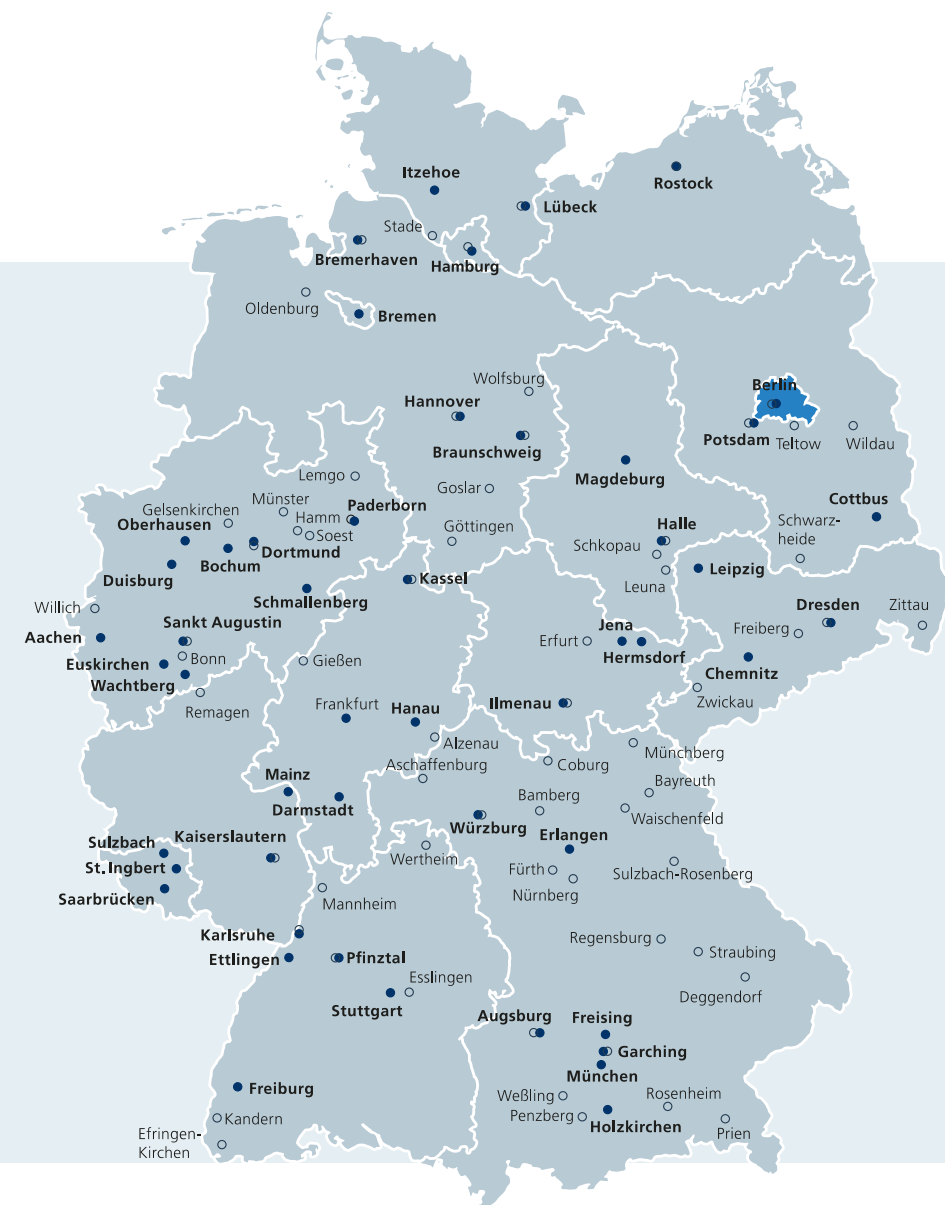 Itzehoe
Rostock
Lübeck
Stade
Bremerhaven
Hamburg
Oldenburg
Bremen
Wolfsburg
Berlin
Hannover
Potsdam
Teltow
Wildau
Braunschweig
Magdeburg
Lemgo
Goslar
Münster
Gelsenkirchen
Paderborn
Cottbus
Hamm
Oberhausen
Göttingen
Halle
Schwarz-
heide
Soest
Dortmund
Schkopau
Bochum
Leipzig
Duisburg
Kassel
Leuna
Schmallenberg
Willich
Dresden
Zittau
Sankt Augustin
Jena
Freiberg
Aachen
Erfurt
Hermsdorf
Bonn
Gießen
Euskirchen
Chemnitz
Wachtberg
Zwickau
Remagen
Frankfurt
Hanau
Ilmenau
Alzenau
Münchberg
Aschaffenburg
Coburg
Mainz
Bayreuth
Bamberg
Darmstadt
Waischenfeld
Würzburg
Erlangen
Kaiserslautern
Sulzbach
Wertheim
St. Ingbert
Fürth
Sulzbach-Rosenberg
Nürnberg
Saarbrücken
Mannheim
Karlsruhe
Regensburg
Straubing
Ettlingen
Pfinztal
Esslingen
Deggendorf
Stuttgart
Augsburg
Freising
Garching
München
Freiburg
Weßling
Rosenheim
Penzberg
Kandern
Holzkirchen
Prien
Efringen-
Kirchen